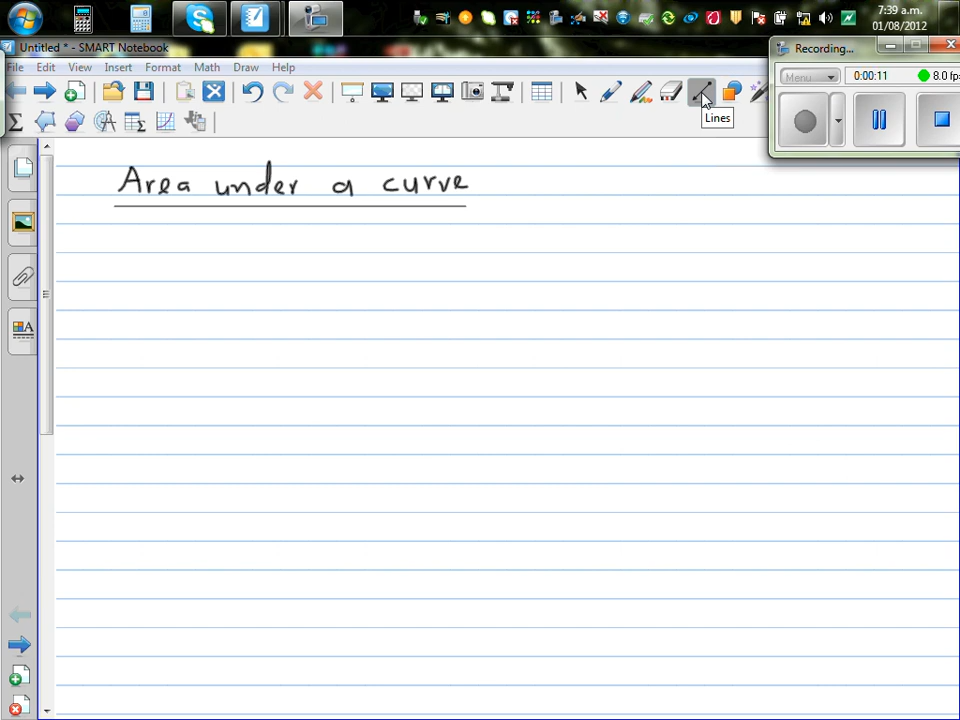 7:39 a.m.
01/08/2012
Untitled * - SMART Notebook
Recording...
File Edit View Insert Format Math Draw Help
Menu 0:00:11 8.0 fps
Lines
Area under a curve